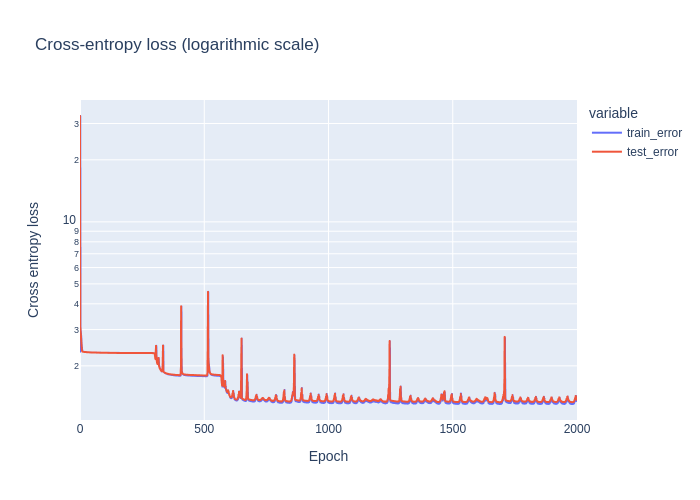 Cross-entropy loss (logarithmic scale)
variable
train_error
test_error
3
2
10
9
8
7
6
5
4
3
2
Cross entropy loss
0
500
1000
1500
2000
Epoch